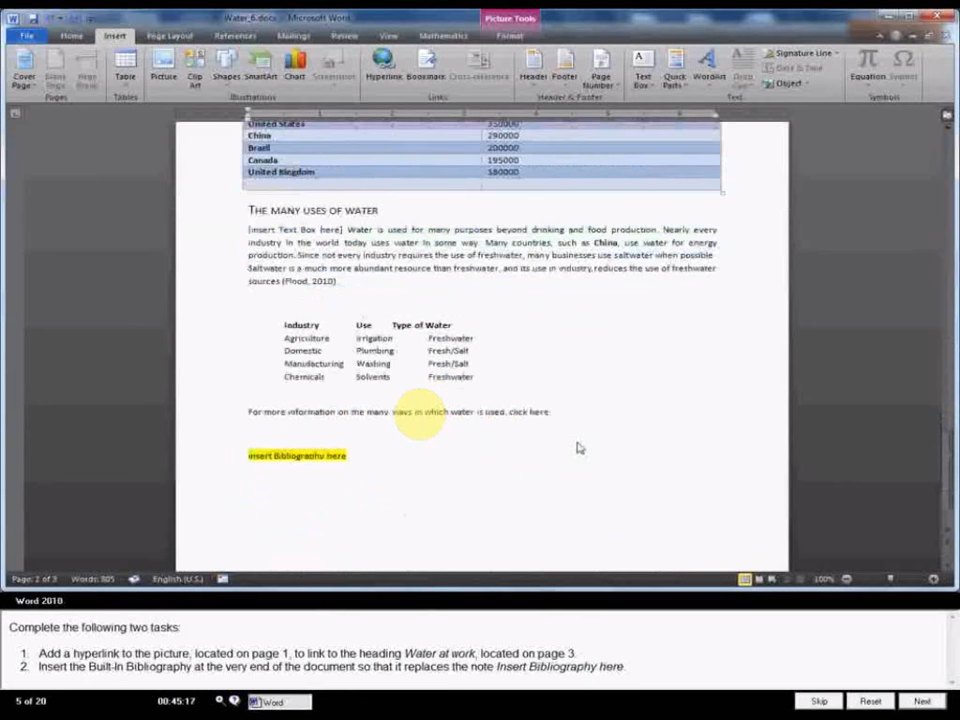 Water_6.docx - Microsoft Word
Picture Tools
File Home Insert Page Layout References Mailings Review View Mathematics Format
Cover Page Blank Page Page Break Table Picture Clip Art Shapes SmartArt Chart Screenshot Hyperlink Bookmark Cross-reference Header Footer Page Number Text Box Quick Parts WordArt Drop Cap Signature Line Date & Time Object Equation Symbol
Pages Tables Illustrations Links Header & Footer Text Symbols
United States 350000
China 290000
Brazil 200000
Canada 195000
United Kingdom 180000
THE MANY USES OF WATER
[Insert Text Box here] Water is used for many purposes beyond drinking and food production. Nearly every
industry in the world today uses water in some way. Many countries, such as China, use water for energy
production. Since not every industry requires the use of freshwater, many businesses use saltwater when possible
Saltwater is a much more abundant resource than freshwater, and its use in industry reduces the use of freshwater
sources (Flood, 2010)
Industry Use Type of Water
Agriculture Irrigation Freshwater
Domestic Plumbing Fresh/Salt
Manufacturing Washing Fresh/Salt
Chemicals Solvents Freshwater
For more information on the many ways in which water is used, click here
Insert Bibliography here
Page: 2 of 3 Words: 805 English (U.S.) 100%
Word 2010
Complete the following two tasks:
1. Add a hyperlink to the picture, located on page 1, to link to the heading Water at work, located on page 3.
2. Insert the Built-In Bibliography at the very end of the document so that it replaces the note Insert Bibliography here.
5 of 20 00:45:17 Word Skip Reset Next